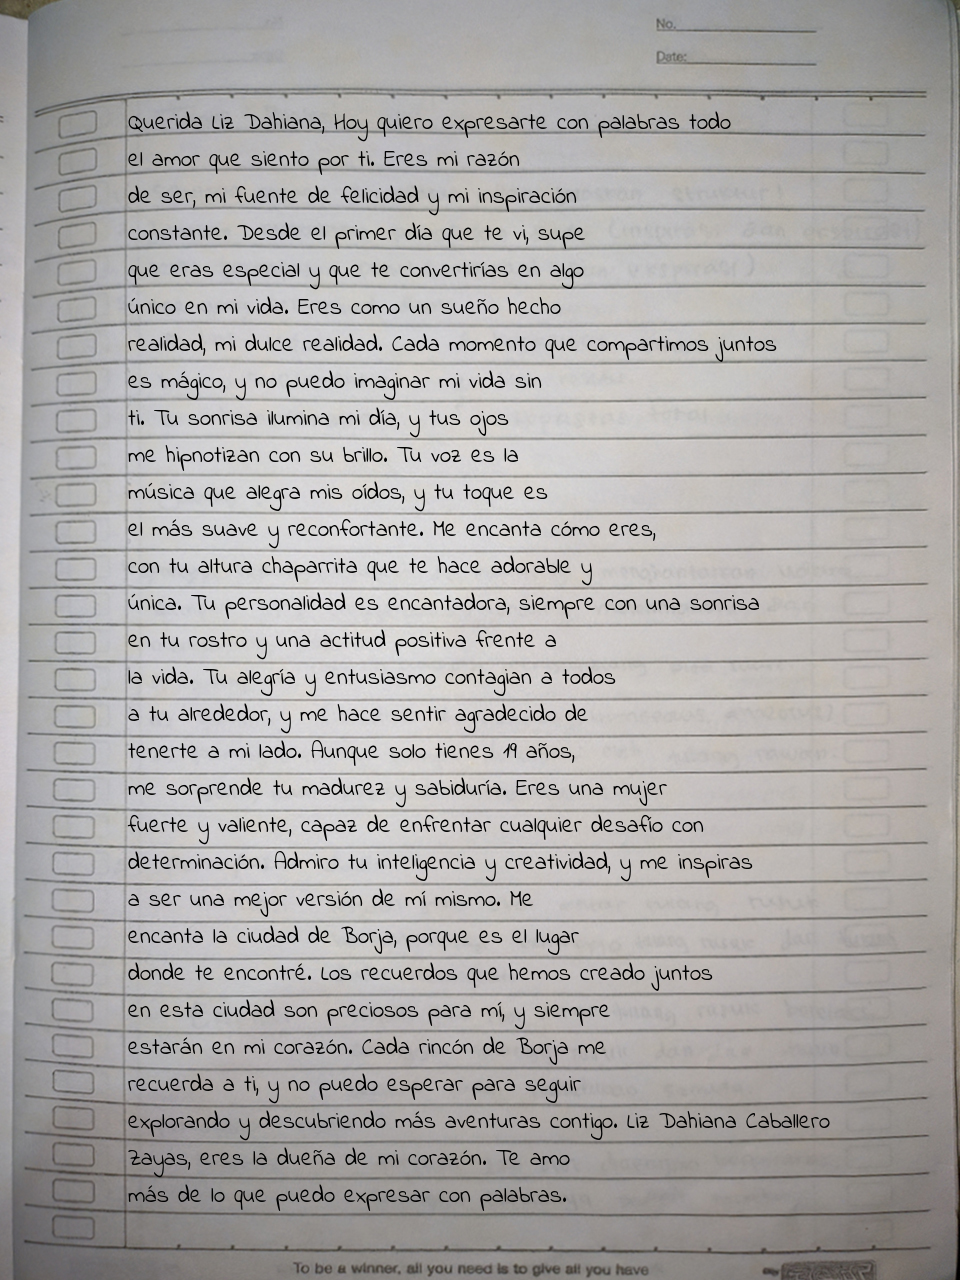 No.
Date:
Querida Liz Dahiana, Hoy quiero expresarte con palabras todo
el amor que siento por ti. Eres mi razón
de ser, mi fuente de felicidad y mi inspiración
constante. Desde el primer día que te vi, supe
que eras especial y que te convertirías en algo
único en mi vida. Eres como un sueño hecho
realidad, mi dulce realidad. Cada momento que compartimos juntos
es mágico, y no puedo imaginar mi vida sin
ti. Tu sonrisa ilumina mi día, y tus ojos
me hipnotizan con su brillo. Tu voz es la
música que alegra mis oídos, y tu toque es
el más suave y reconfortante. Me encanta cómo eres,
con tu altura chaparrita que te hace adorable y
única. Tu personalidad es encantadora, siempre con una sonrisa
en tu rostro y una actitud positiva frente a
la vida. Tu alegría y entusiasmo contagian a todos
a tu alrededor, y me hace sentir agradecido de
tenerte a mi lado. Aunque solo tienes 19 años,
me sorprende tu madurez y sabiduría. Eres una mujer
fuerte y valiente, capaz de enfrentar cualquier desafío con
determinación. Admiro tu inteligencia y creatividad, y me inspiras
a ser una mejor versión de mí mismo. Me
encanta la ciudad de Borja, porque es el lugar
donde te encontré. Los recuerdos que hemos creado juntos
en esta ciudad son preciosos para mí, y siempre
estarán en mi corazón. Cada rincón de Borja me
recuerda a ti, y no puedo esperar para seguir
explorando y descubriendo más aventuras contigo. Liz Dahiana Caballero
Zayas, eres la dueña de mi corazón. Te amo
más de lo que puedo expresar con palabras.
To be a winner, all you need is to give all you have